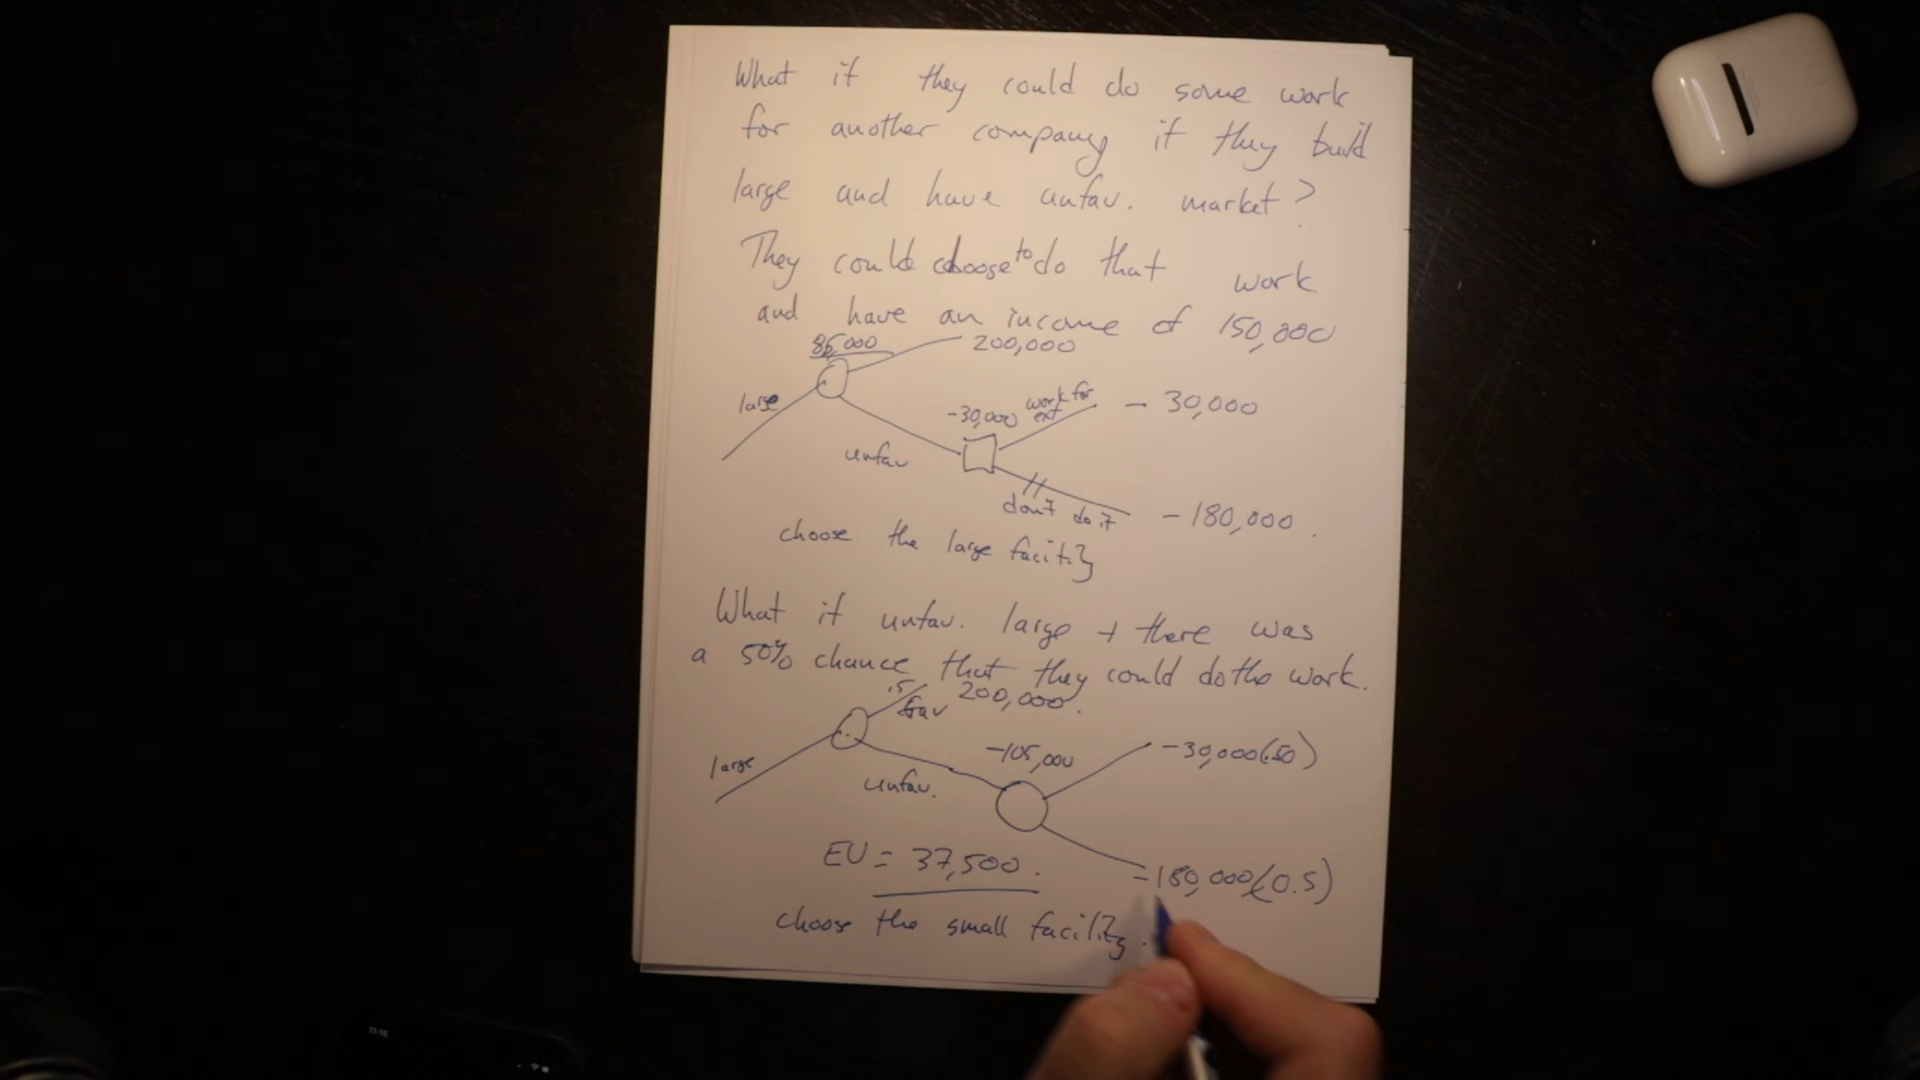 What if they could do some work
for another company if they build
large and have unfav. market?
They could choose to do that work
and have an income of 150,000
85,000
200,000
large
-30,000
work for
ext
- 30,000
unfav
don't do it
- 180,000.
choose the large facility
What if unfav. large + there was
a 50% chance that they could do the work.
.5
fav
200,000.
large
-105,000
-30,000(.50)
unfav.
EV = 37,500.
-180,000(0.5)
choose the small facility.
11:16